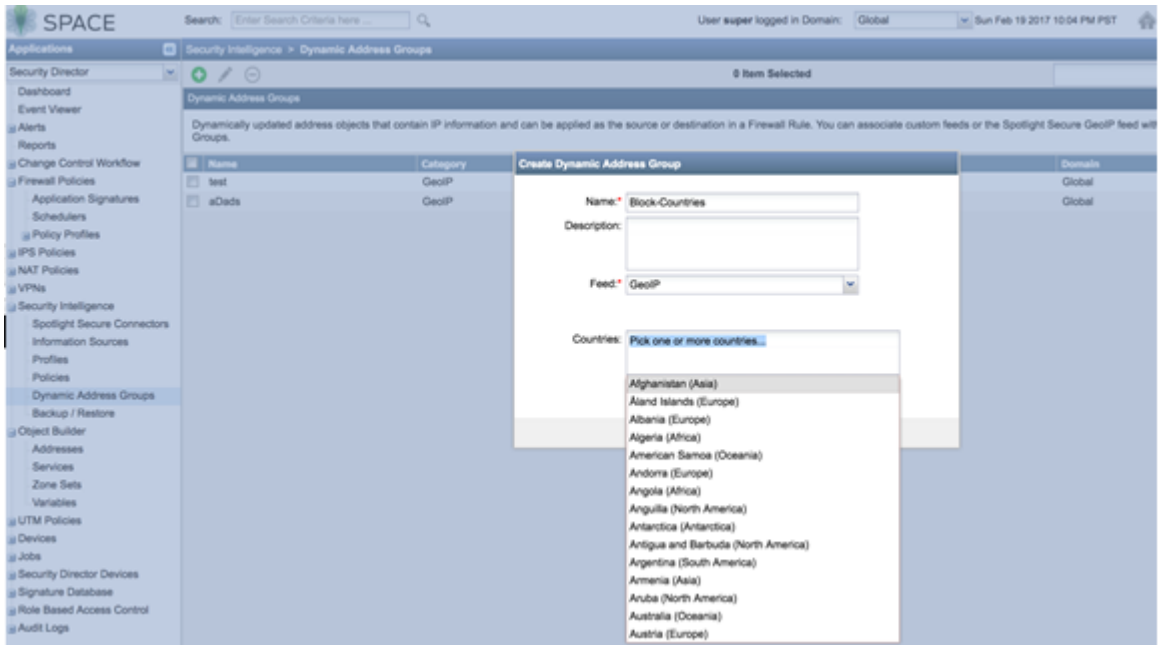 SPACE
Search: Enter Search Criteria here ...
User super logged in Domain: Global
Sun Feb 19 2017 10:04 PM PST
Applications
Security Intelligence > Dynamic Address Groups
Security Director
0 Item Selected
Dashboard
Event Viewer
Alerts
Reports
Change Control Workflow
Firewall Policies
Application Signatures
Schedulers
Policy Profiles
IPS Policies
NAT Policies
VPNs
Security Intelligence
Spotlight Secure Connectors
Information Sources
Profiles
Policies
Dynamic Address Groups
Backup / Restore
Object Builder
Addresses
Services
Zone Sets
Variables
UTM Policies
Devices
Jobs
Security Director Devices
Signature Database
Role Based Access Control
Audit Logs
Dynamic Address Groups
Dynamically updated address objects that contain IP information and can be applied as the source or destination in a Firewall Rule. You can associate custom feeds or the Spotlight Secure GeoIP feed with
Groups.
Name Category Domain
test GeoIP Global
aDads GeoIP Global
Create Dynamic Address Group
Name:* Block-Countries
Description:
Feed:* GeoIP
Countries: Pick one or more countries...
Afghanistan (Asia)
Åland Islands (Europe)
Albania (Europe)
Algeria (Africa)
American Samoa (Oceania)
Andorra (Europe)
Angola (Africa)
Anguilla (North America)
Antarctica (Antarctica)
Antigua and Barbuda (North America)
Argentina (South America)
Armenia (Asia)
Aruba (North America)
Australia (Oceania)
Austria (Europe)